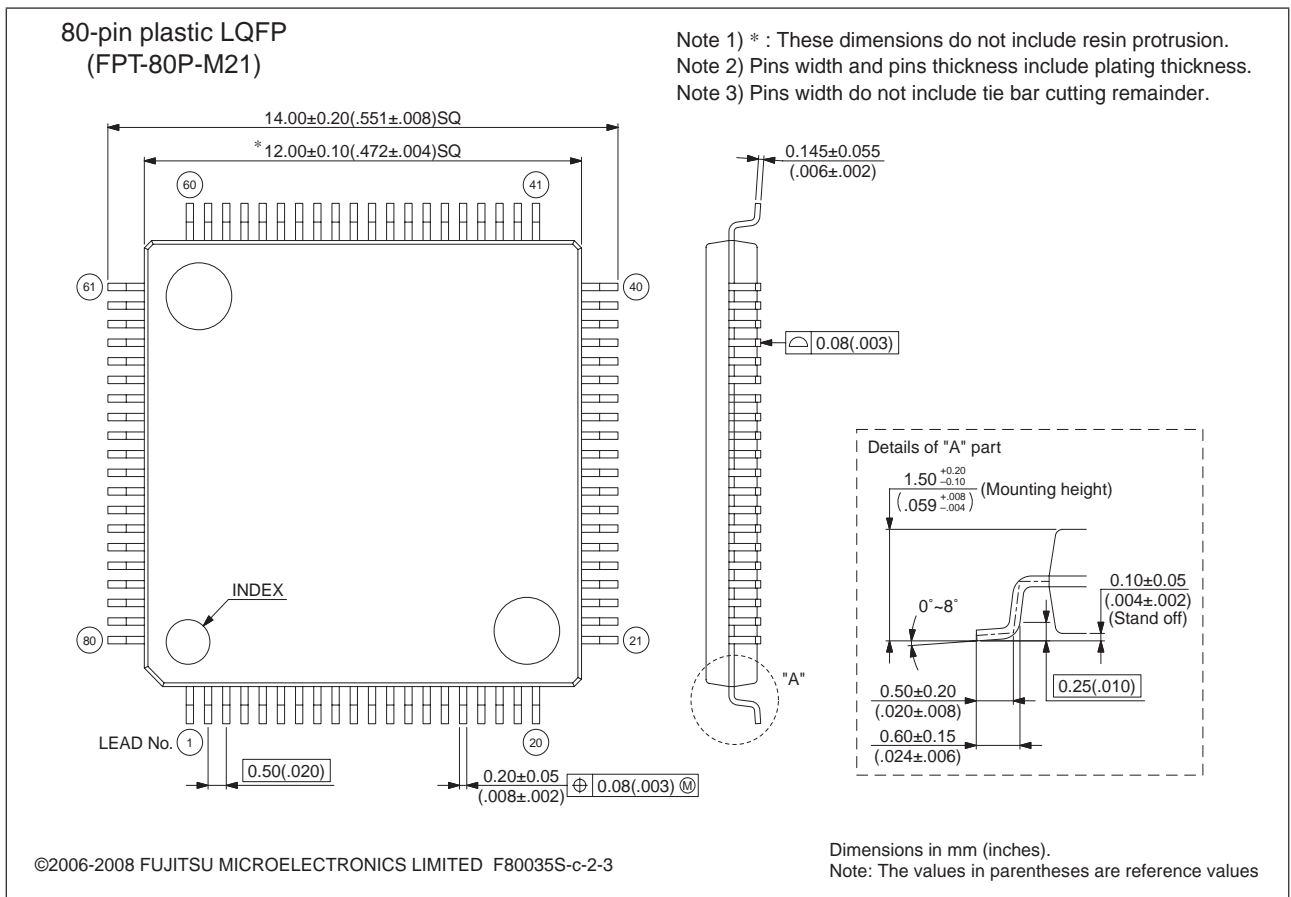 80-pin plastic LQFP
(FPT-80P-M21)
Note 1) * : These dimensions do not include resin protrusion.
Note 2) Pins width and pins thickness include plating thickness.
Note 3) Pins width do not include tie bar cutting remainder.
14.00±0.20(.551±.008)SQ
*12.00±0.10(.472±.004)SQ
0.145±0.055
(.006±.002)
60
41
61
40
0.08(.003)
Details of "A" part
1.50 +0.20 –0.10
(.059 +.008 –.004)
(Mounting height)
0.10±0.05
(.004±.002)
(Stand off)
0˚~8˚
INDEX
80
21
"A"
0.25(.010)
0.50±0.20
(.020±.008)
0.60±0.15
(.024±.006)
LEAD No. 1
20
0.50(.020)
0.20±0.05
(.008±.002)
⌖ 0.08(.003) Ⓜ
©2006-2008 FUJITSU MICROELECTRONICS LIMITED F80035S-c-2-3
Dimensions in mm (inches).
Note: The values in parentheses are reference values